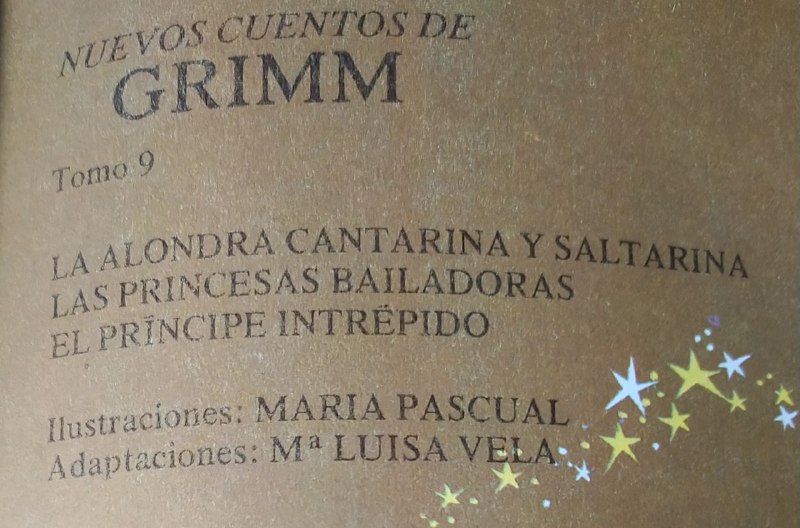 NUEVOS CUENTOS DE
GRIMM
Tomo 9
LA ALONDRA CANTARINA Y SALTARINA
LAS PRINCESAS BAILADORAS
EL PRÍNCIPE INTRÉPIDO
Ilustraciones: MARIA PASCUAL
Adaptaciones: Mª LUISA VELA